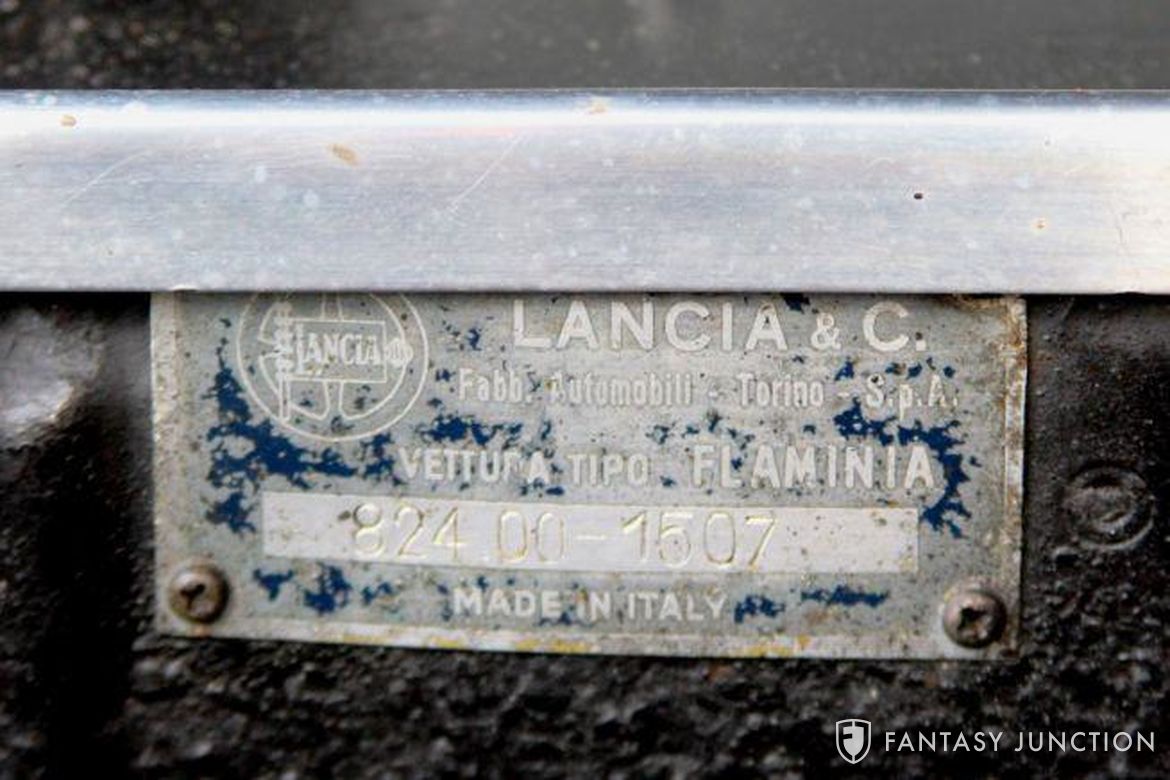 LANCIA
LANCIA & C.
Fabb. Automobili - Torino - S.p.A.
VETTURA TIPO FLAMINIA
824 00-1507
MADE IN ITALY
FANTASY JUNCTION